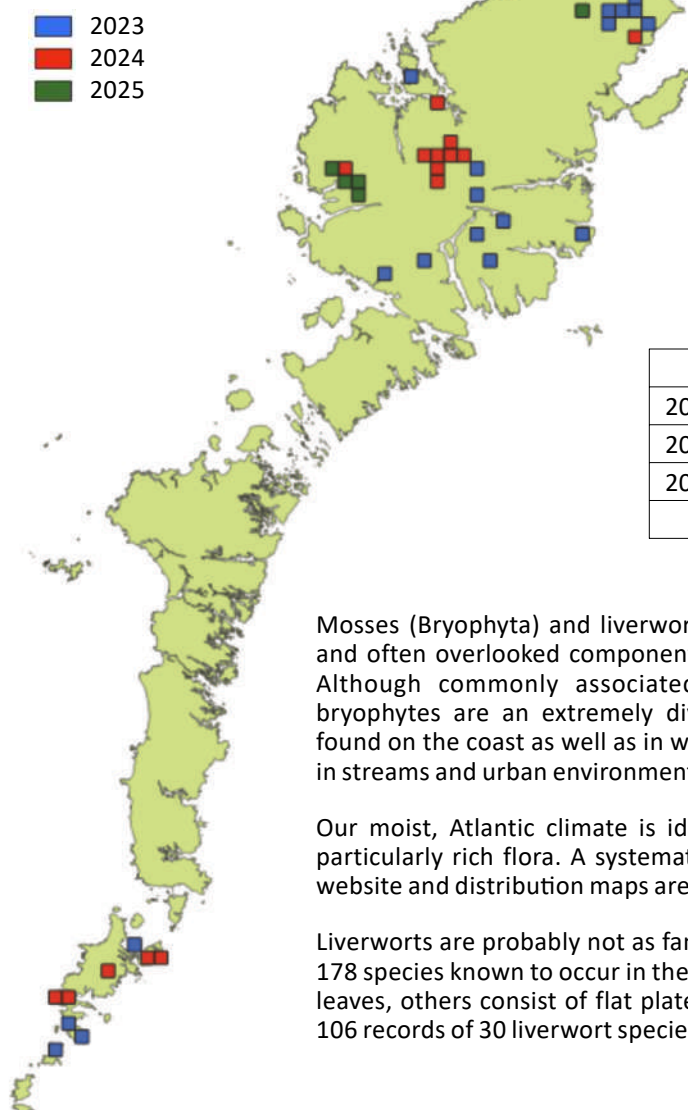 2023
2024
2025
20
20
20
Mosses (Bryophyta) and liverwor
and often overlooked componen
Although commonly associated
bryophytes are an extremely di
found on the coast as well as in w
in streams and urban environmen
Our moist, Atlantic climate is id
particularly rich flora. A systemat
website and distribution maps are
Liverworts are probably not as far
178 species known to occur in the
leaves, others consist of flat plate
106 records of 30 liverwort specie